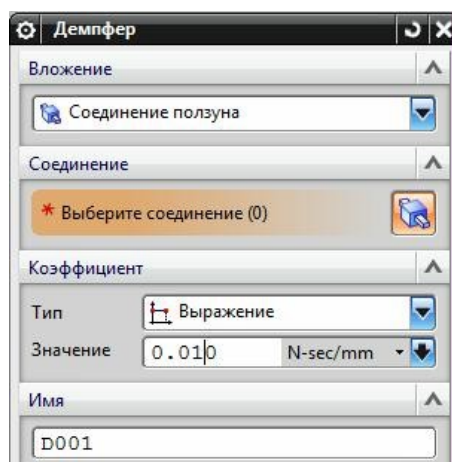 Демпфер
Вложение
Соединение ползуна
Соединение
* Выберите соединение (0)
Коэффициент
Тип Выражение
Значение 0.010 N-sec/mm
Имя
D001